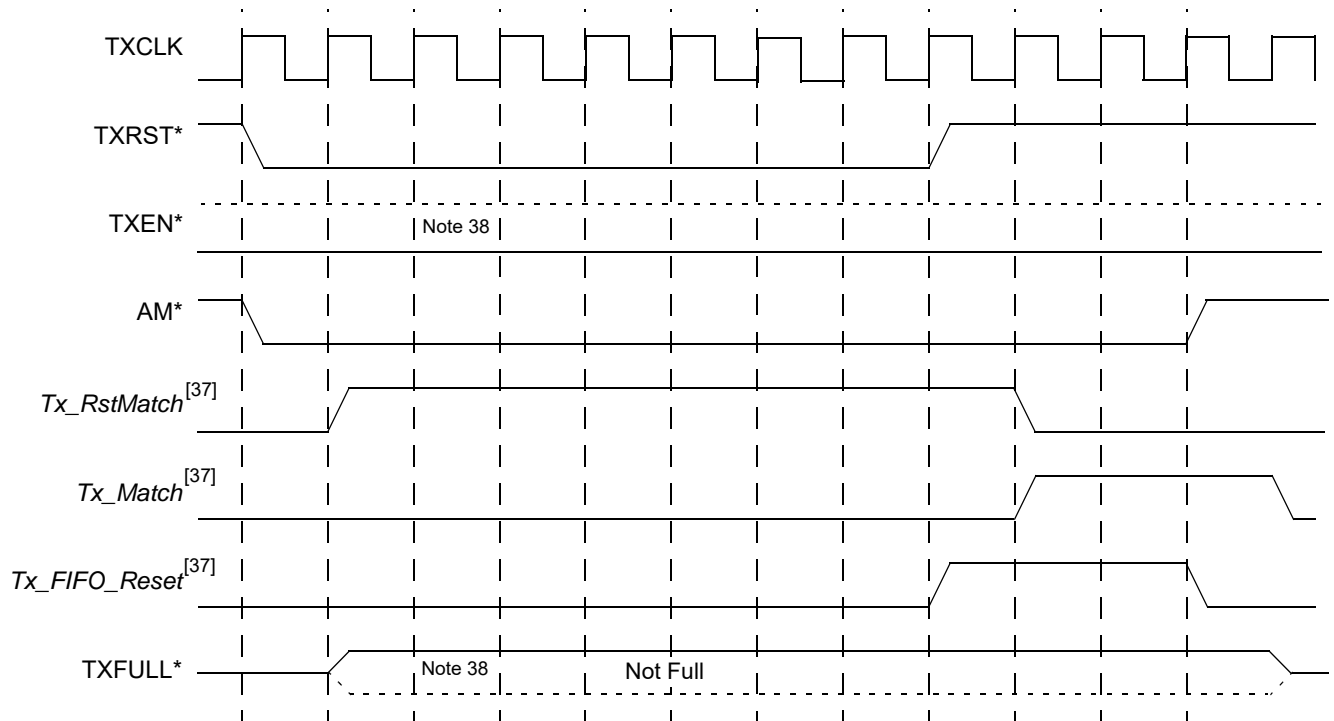 TXCLK
TXRST*
TXEN*
Note 38
AM*
Tx_RstMatch[37]
Tx_Match[37]
Tx_FIFO_Reset[37]
TXFULL*
Note 38
Not Full